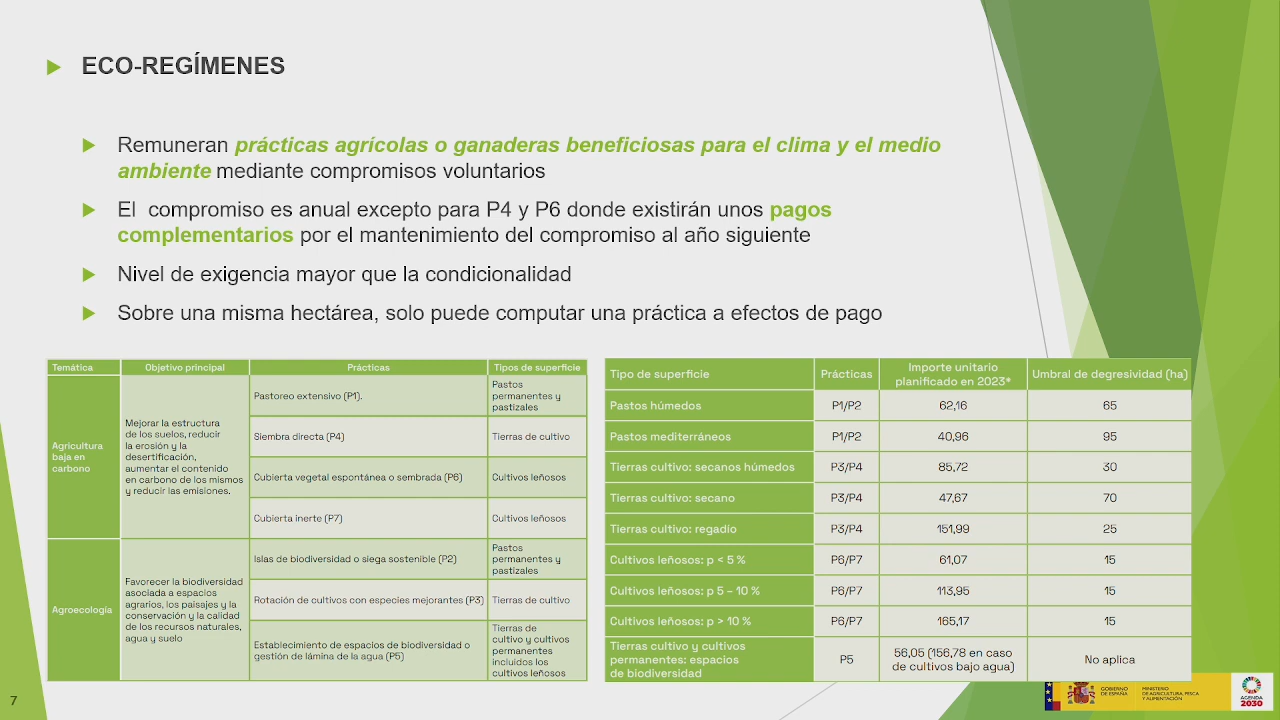 ECO-REGÍMENES
Remuneran prácticas agrícolas o ganaderas beneficiosas para el clima y el medio
ambiente mediante compromisos voluntarios
El compromiso es anual excepto para P4 y P6 donde existirán unos pagos
complementarios por el mantenimiento del compromiso al año siguiente
Nivel de exigencia mayor que la condicionalidad
Sobre una misma hectárea, solo puede computar una práctica a efectos de pago
Temática Objetivo principal Prácticas Tipos de superficie
Agricultura
baja en
carbono
Mejorar la estructura
de los suelos, reducir
la erosión y la
desertificación,
aumentar el contenido
en carbono de los mismos
y reducir las emisiones.
Pastoreo extensivo (P1).
Pastos
permanentes y
pastizales
Siembra directa (P4) Tierras de cultivo
Cubierta vegetal espontánea o sembrada (P6) Cultivos leñosos
Cubierta inerte (P7) Cultivos leñosos
Agroecología
Favorecer la biodiversidad
asociada a espacios
agrarios, los paisajes y la
conservación y la calidad
de los recursos naturales,
agua y suelo
Islas de biodiversidad o siega sostenible (P2)
Pastos
permanentes y
pastizales
Rotación de cultivos con especies mejorantes (P3) Tierras de cultivo
Establecimiento de espacios de biodiversidad o
gestión de lámina de la agua (P5)
Tierras de
cultivo y cultivos
permanentes
incluidos los
cultivos leñosos
Tipo de superficie Prácticas Importe unitario
planificado en 2023* Umbral de degresividad (ha)
Pastos húmedos P1/P2 62,16 65
Pastos mediterráneos P1/P2 40,96 95
Tierras cultivo: secanos húmedos P3/P4 85,72 30
Tierras cultivo: secano P3/P4 47,67 70
Tierras cultivo: regadío P3/P4 151,99 25
Cultivos leñosos: p < 5 % P6/P7 61,07 15
Cultivos leñosos: p 5 – 10 % P6/P7 113,95 15
Cultivos leñosos: p > 10 % P6/P7 165,17 15
Tierras cultivo y cultivos
permanentes: espacios
de biodiversidad
P5
56,05 (156,78 en caso
de cultivos bajo agua)
No aplica
7
GOBIERNO
DE ESPAÑA
MINISTERIO
DE AGRICULTURA, PESCA
Y ALIMENTACIÓN
AGENDA
2030